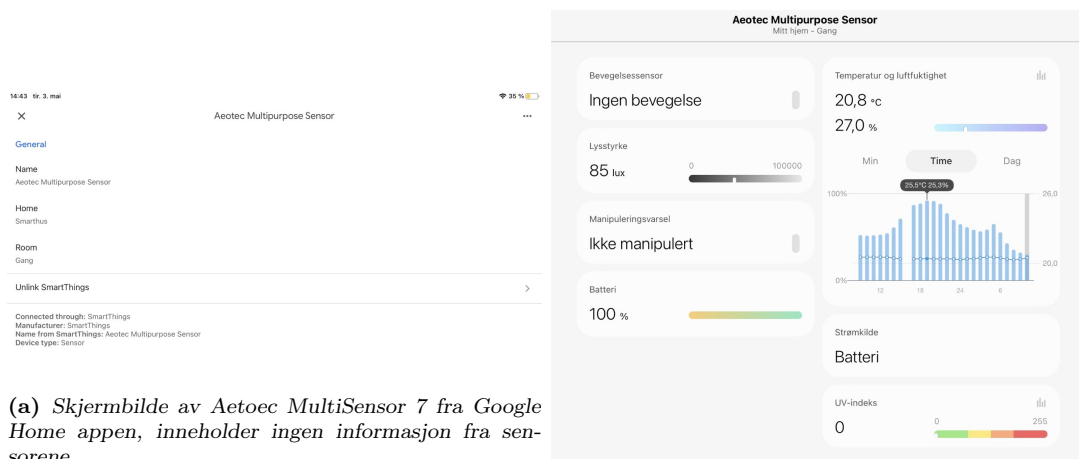 14:43 tir. 3. mai
35 %
Aeotec Multipurpose Sensor
General
Name
Aeotec Multipurpose Sensor
Home
Smarthus
Room
Gang
Unlink SmartThings
Connected through: SmartThings
Manufacturer: SmartThings
Name from SmartThings: Aeotec Multipurpose Sensor
Device type: Sensor
(a) Skjermbilde av Aetoec MultiSensor 7 fra Google
Home appen, inneholder ingen informasjon fra sen-
sorene
Aeotec Multipurpose Sensor
Mitt hjem - Gang
Bevegelsessensor
Ingen bevegelse
Lysstyrke
85 lux
0 100000
Manipuleringsvarsel
Ikke manipulert
Batteri
100 %
Temperatur og luftfuktighet
20,8 °C
27,0 %
Min Time Dag
25,5°C 25,3%
100% 26,0
20,0
0%
12 18 24 6
Strømkilde
Batteri
UV-indeks
0
0 255